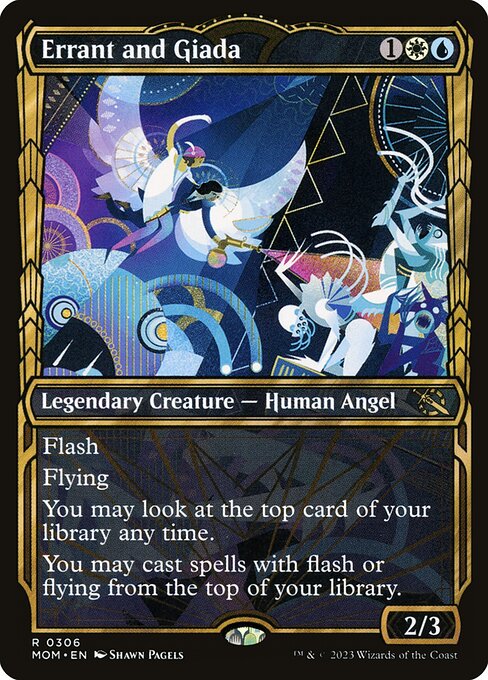 Errant and Giada 1
Legendary Creature — Human Angel
Flash
Flying
You may look at the top card of your
library any time.
You may cast spells with flash or
flying from the top of your library.
2/3
R 0306
MOM • EN Shawn Pagels
™ & © 2023 Wizards of the Coast